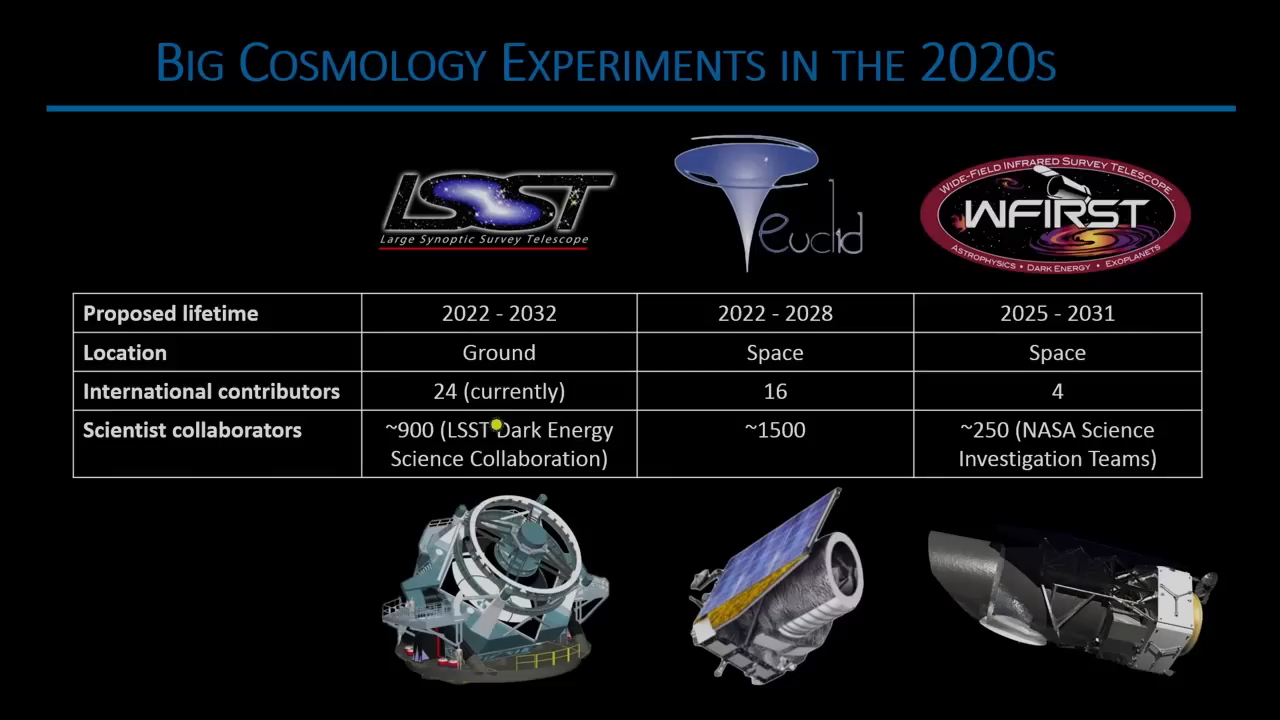 BIG COSMOLOGY EXPERIMENTS IN THE 2020S
LSST
Large Synoptic Survey Telescope
euclid
WIDE-FIELD INFRARED SURVEY TELESCOPE
WFIRST
ASTROPHYSICS • DARK ENERGY • EXOPLANETS
Proposed lifetime 2022 - 2032 2022 - 2028 2025 - 2031
Location Ground Space Space
International contributors 24 (currently) 16 4
Scientist collaborators ~900 (LSST Dark Energy ~1500 ~250 (NASA Science
Science Collaboration) Investigation Teams)